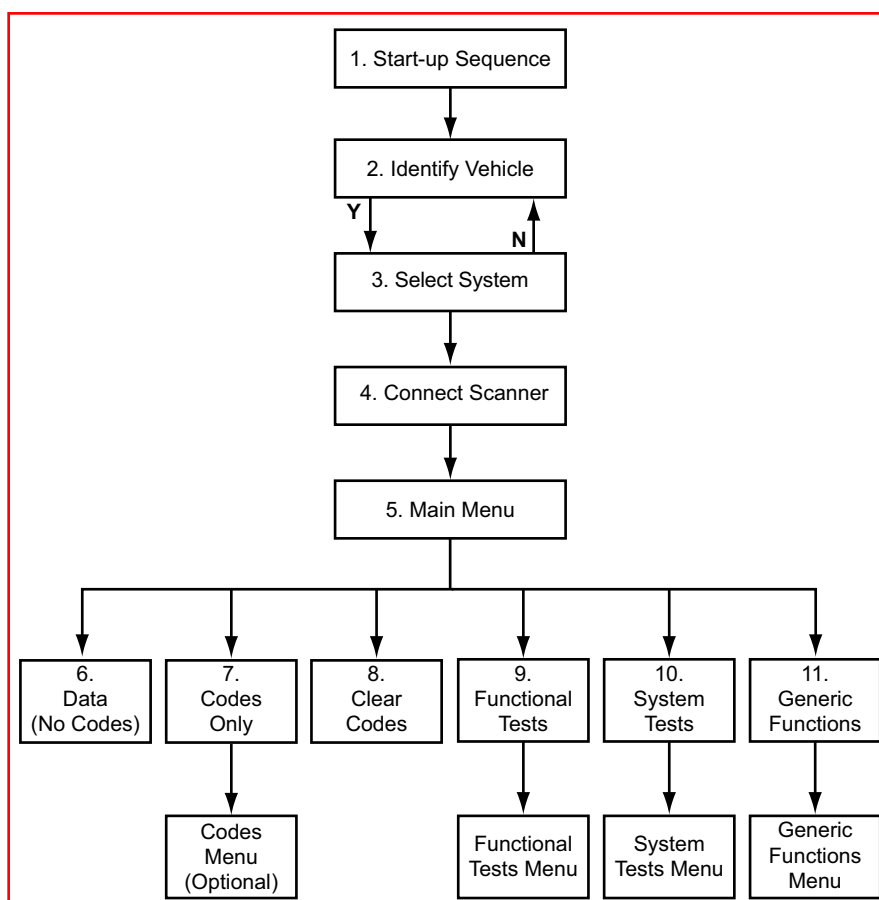 1. Start-up Sequence
2. Identify Vehicle
Y
N
3. Select System
4. Connect Scanner
5. Main Menu
6.
Data
(No Codes)
7.
Codes
Only
8.
Clear
Codes
9.
Functional
Tests
10.
System
Tests
11.
Generic
Functions
Codes
Menu
(Optional)
Functional
Tests Menu
System
Tests Menu
Generic
Functions
Menu